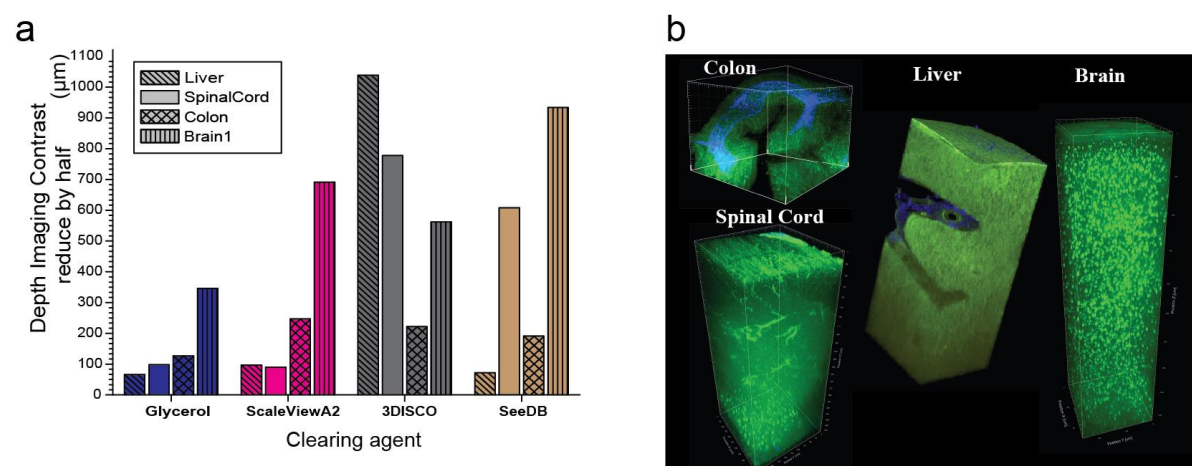 a
Depth Imaging Contrast (µm)
reduce by half
1100
1000
900
800
700
600
500
400
300
200
100
0
Liver
SpinalCord
Colon
Brain1
Glycerol ScaleViewA2 3DISCO SeeDB
Clearing agent
b
Colon
Liver
Brain
Spinal Cord